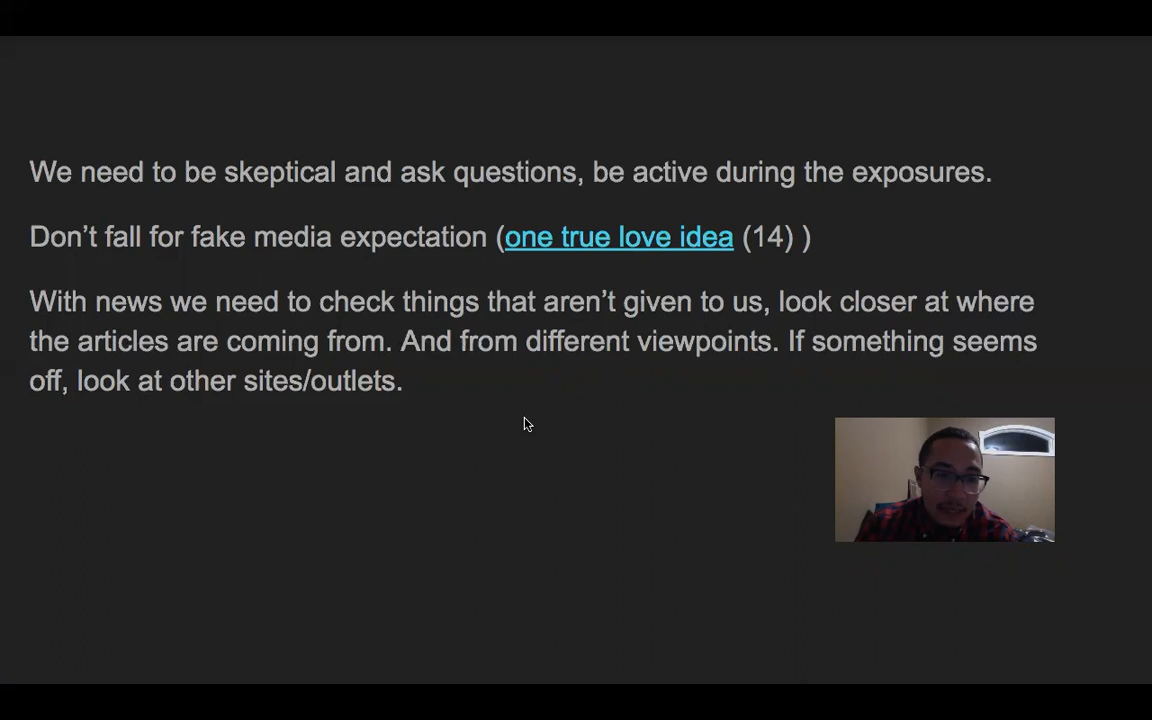 We need to be skeptical and ask questions, be active during the exposures.
Don’t fall for fake media expectation (one true love idea (14) )
With news we need to check things that aren’t given to us, look closer at where
the articles are coming from. And from different viewpoints. If something seems
off, look at other sites/outlets.